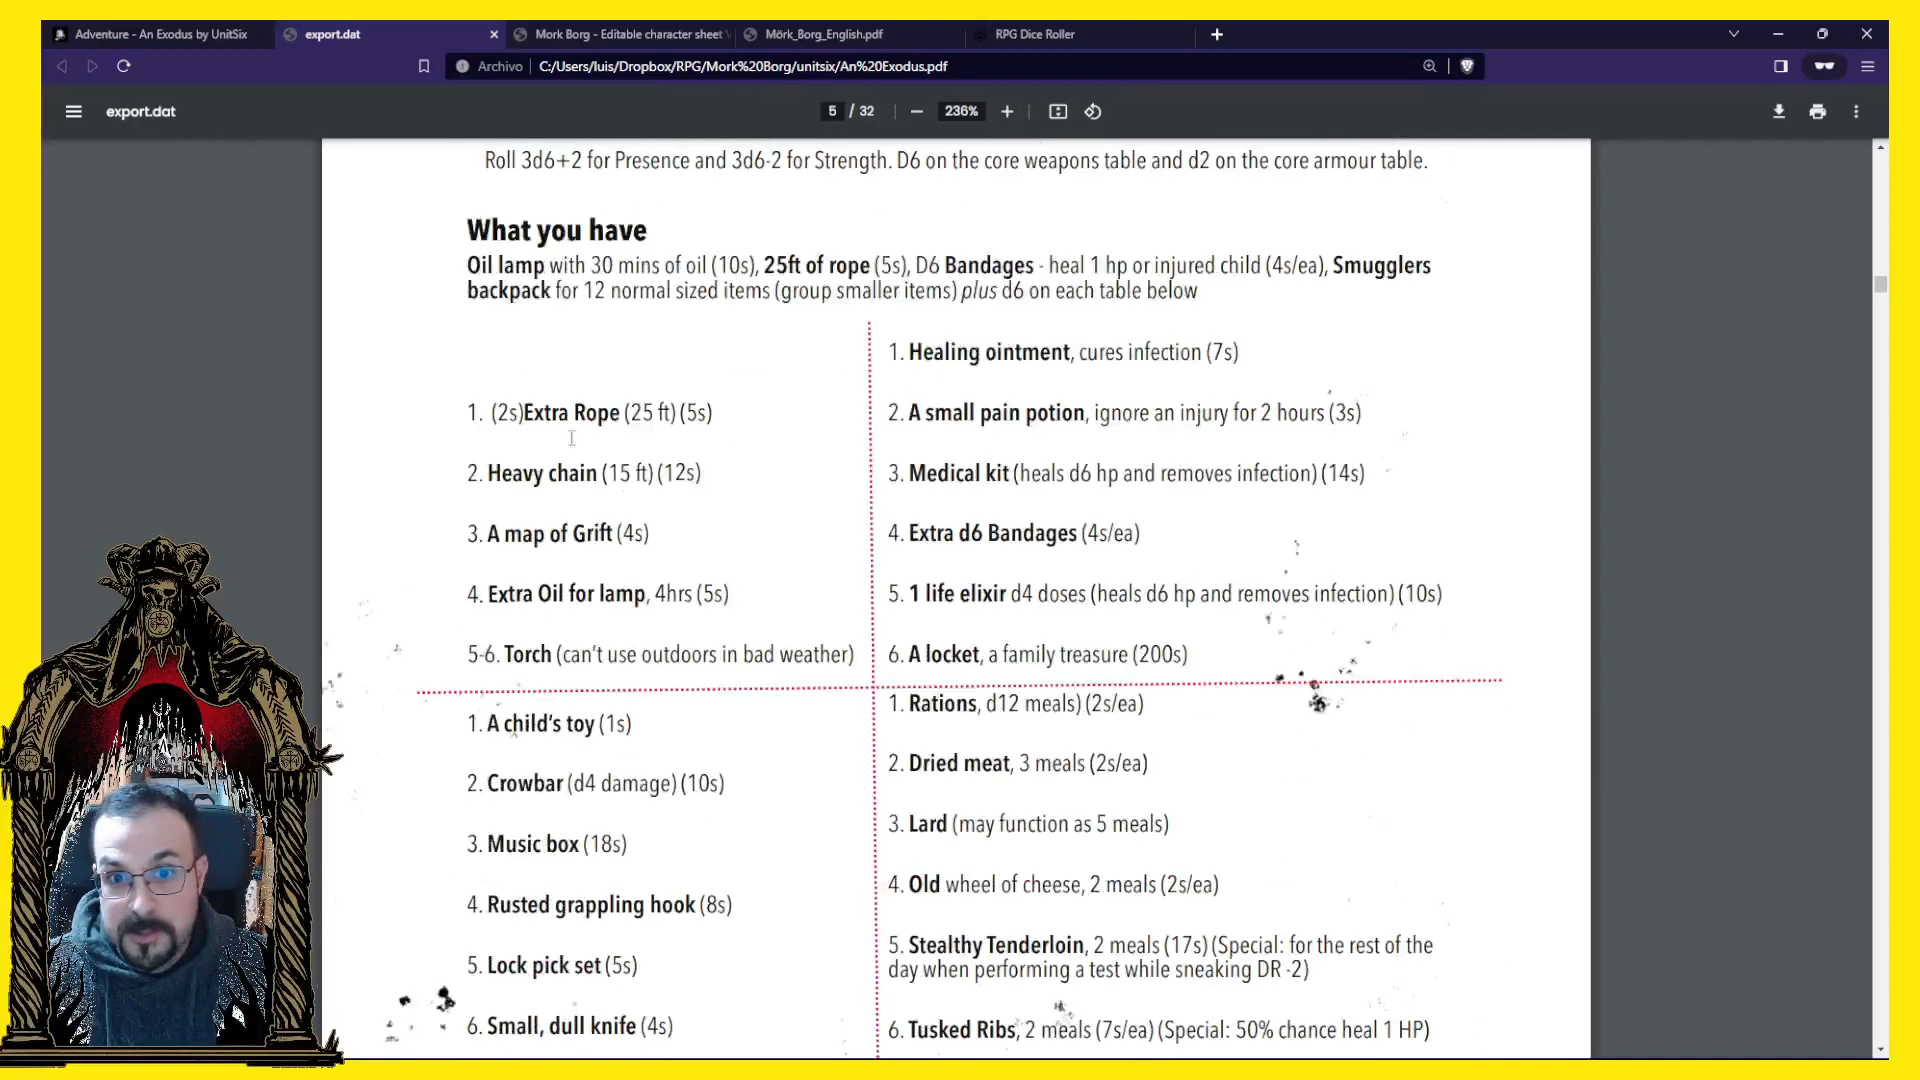 Adventure - An Exodus by UnitSix
export.dat
Mork Borg - Editable character sheet
Mörk_Borg_English.pdf
RPG Dice Roller
Archivo C:/Users/luis/Dropbox/RPG/Mork%20Borg/unitsix/An%20Exodus.pdf
export.dat
5 / 32
236%
Roll 3d6+2 for Presence and 3d6-2 for Strength. D6 on the core weapons table and d2 on the core armour table.
What you have
Oil lamp with 30 mins of oil (10s), 25ft of rope (5s), D6 Bandages - heal 1 hp or injured child (4s/ea), Smugglers
backpack for 12 normal sized items (group smaller items) plus d6 on each table below
1. (2s)Extra Rope (25 ft) (5s)
2. Heavy chain (15 ft) (12s)
3. A map of Grift (4s)
4. Extra Oil for lamp, 4hrs (5s)
5-6. Torch (can't use outdoors in bad weather)
1. Healing ointment, cures infection (7s)
2. A small pain potion, ignore an injury for 2 hours (3s)
3. Medical kit (heals d6 hp and removes infection) (14s)
4. Extra d6 Bandages (4s/ea)
5. 1 life elixir d4 doses (heals d6 hp and removes infection) (10s)
6. A locket, a family treasure (200s)
1. A child's toy (1s)
2. Crowbar (d4 damage) (10s)
3. Music box (18s)
4. Rusted grappling hook (8s)
5. Lock pick set (5s)
6. Small, dull knife (4s)
1. Rations, d12 meals) (2s/ea)
2. Dried meat, 3 meals (2s/ea)
3. Lard (may function as 5 meals)
4. Old wheel of cheese, 2 meals (2s/ea)
5. Stealthy Tenderloin, 2 meals (17s) (Special: for the rest of the
day when performing a test while sneaking DR -2)
6. Tusked Ribs, 2 meals (7s/ea) (Special: 50% chance heal 1 HP)